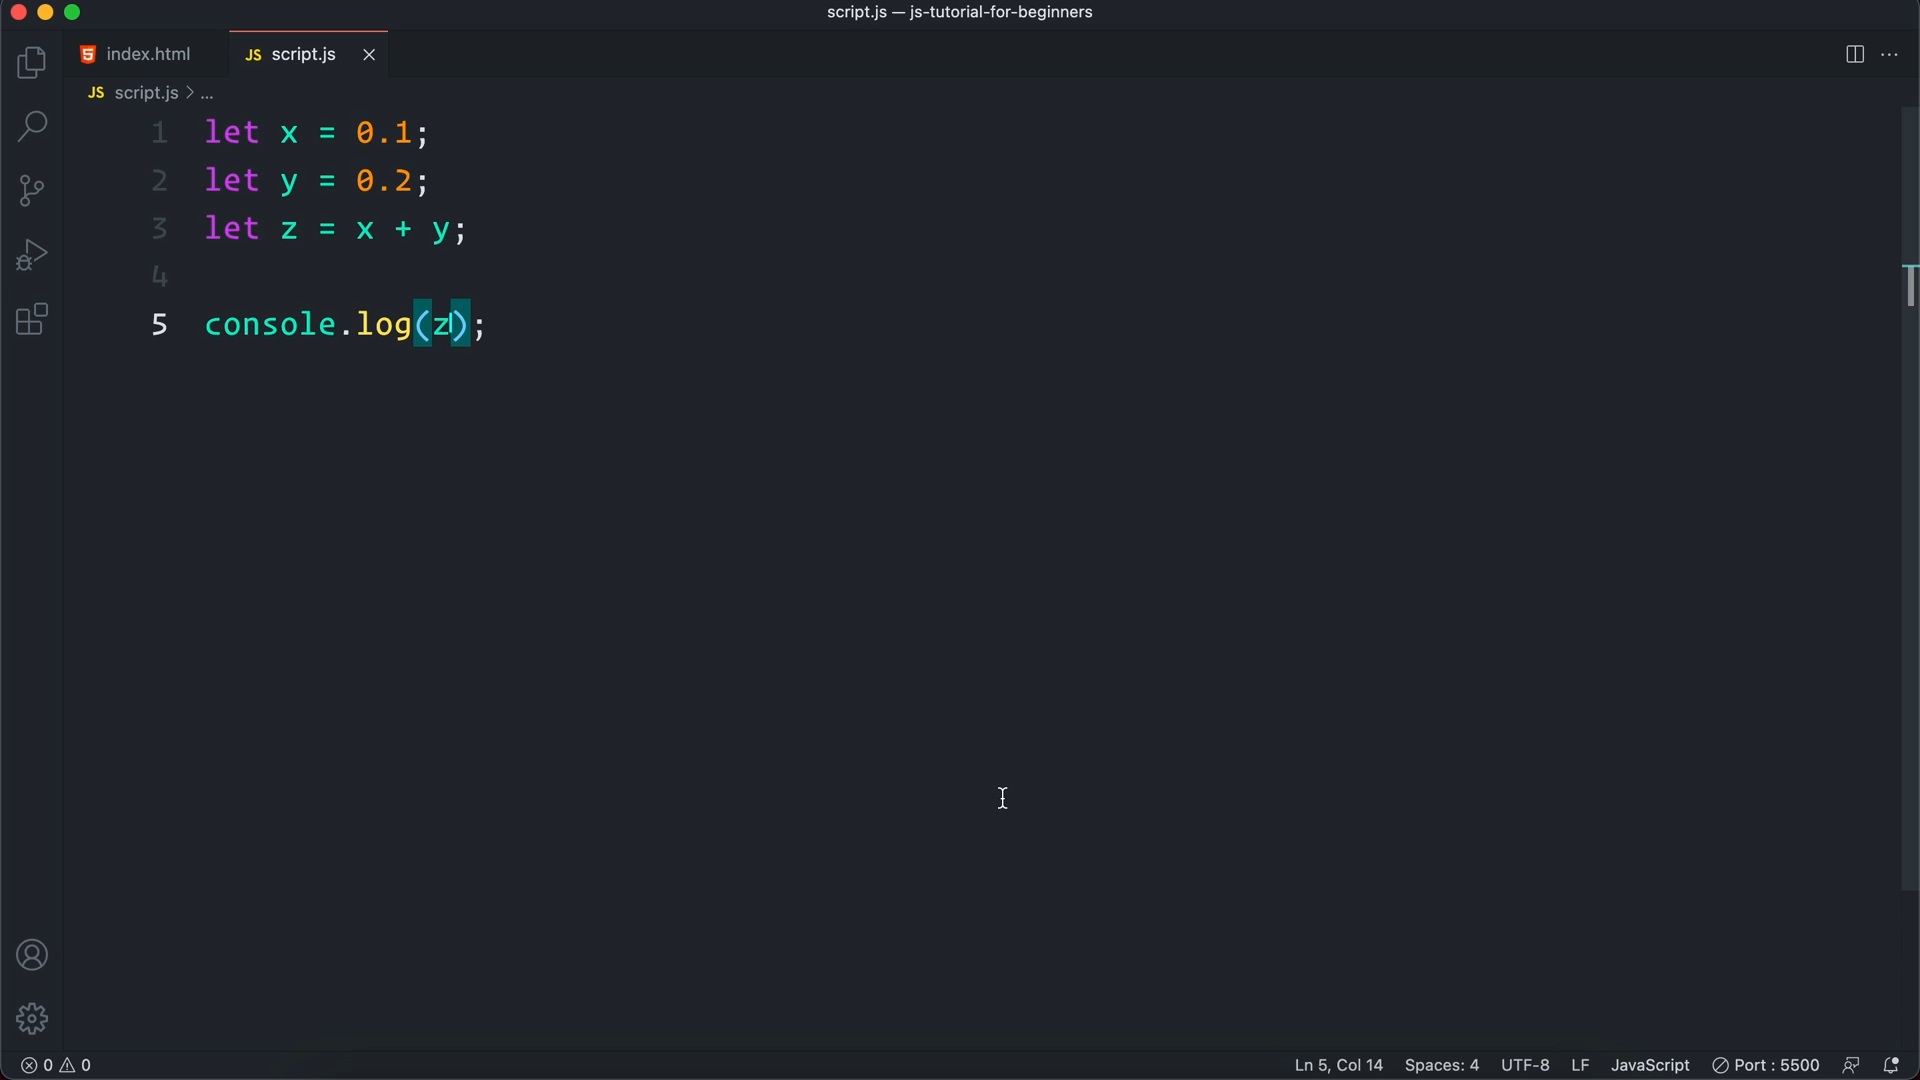 script.js — js-tutorial-for-beginners
index.html
JS script.js
JS script.js > ...
1 let x = 0.1;
2 let y = 0.2;
3 let z = x + y;
4
5 console.log(z);
0 0
Ln 5, Col 14 Spaces: 4 UTF-8 LF JavaScript Port : 5500